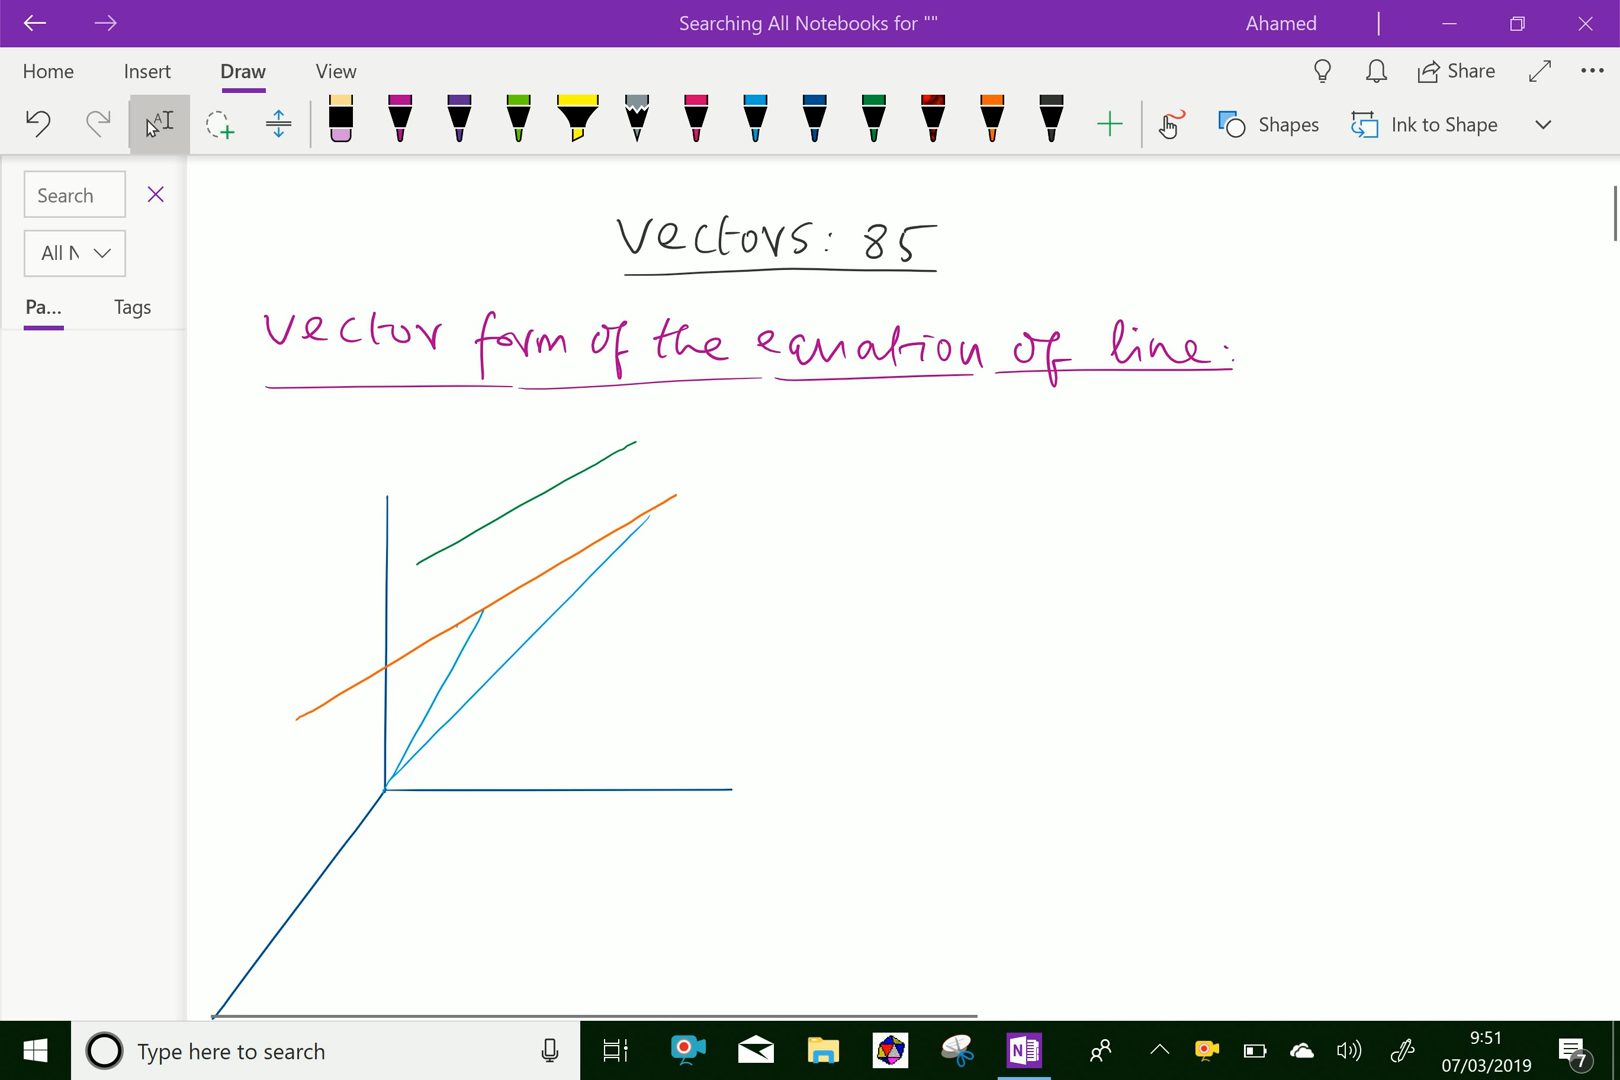 Searching All Notebooks for ""
Ahamed
Home Insert Draw View
Share
Shapes
Ink to Shape
Search
All N
Pa... Tags
Vectors: 85
Vector form of the equation of line:
Type here to search
9:51
07/03/2019
7